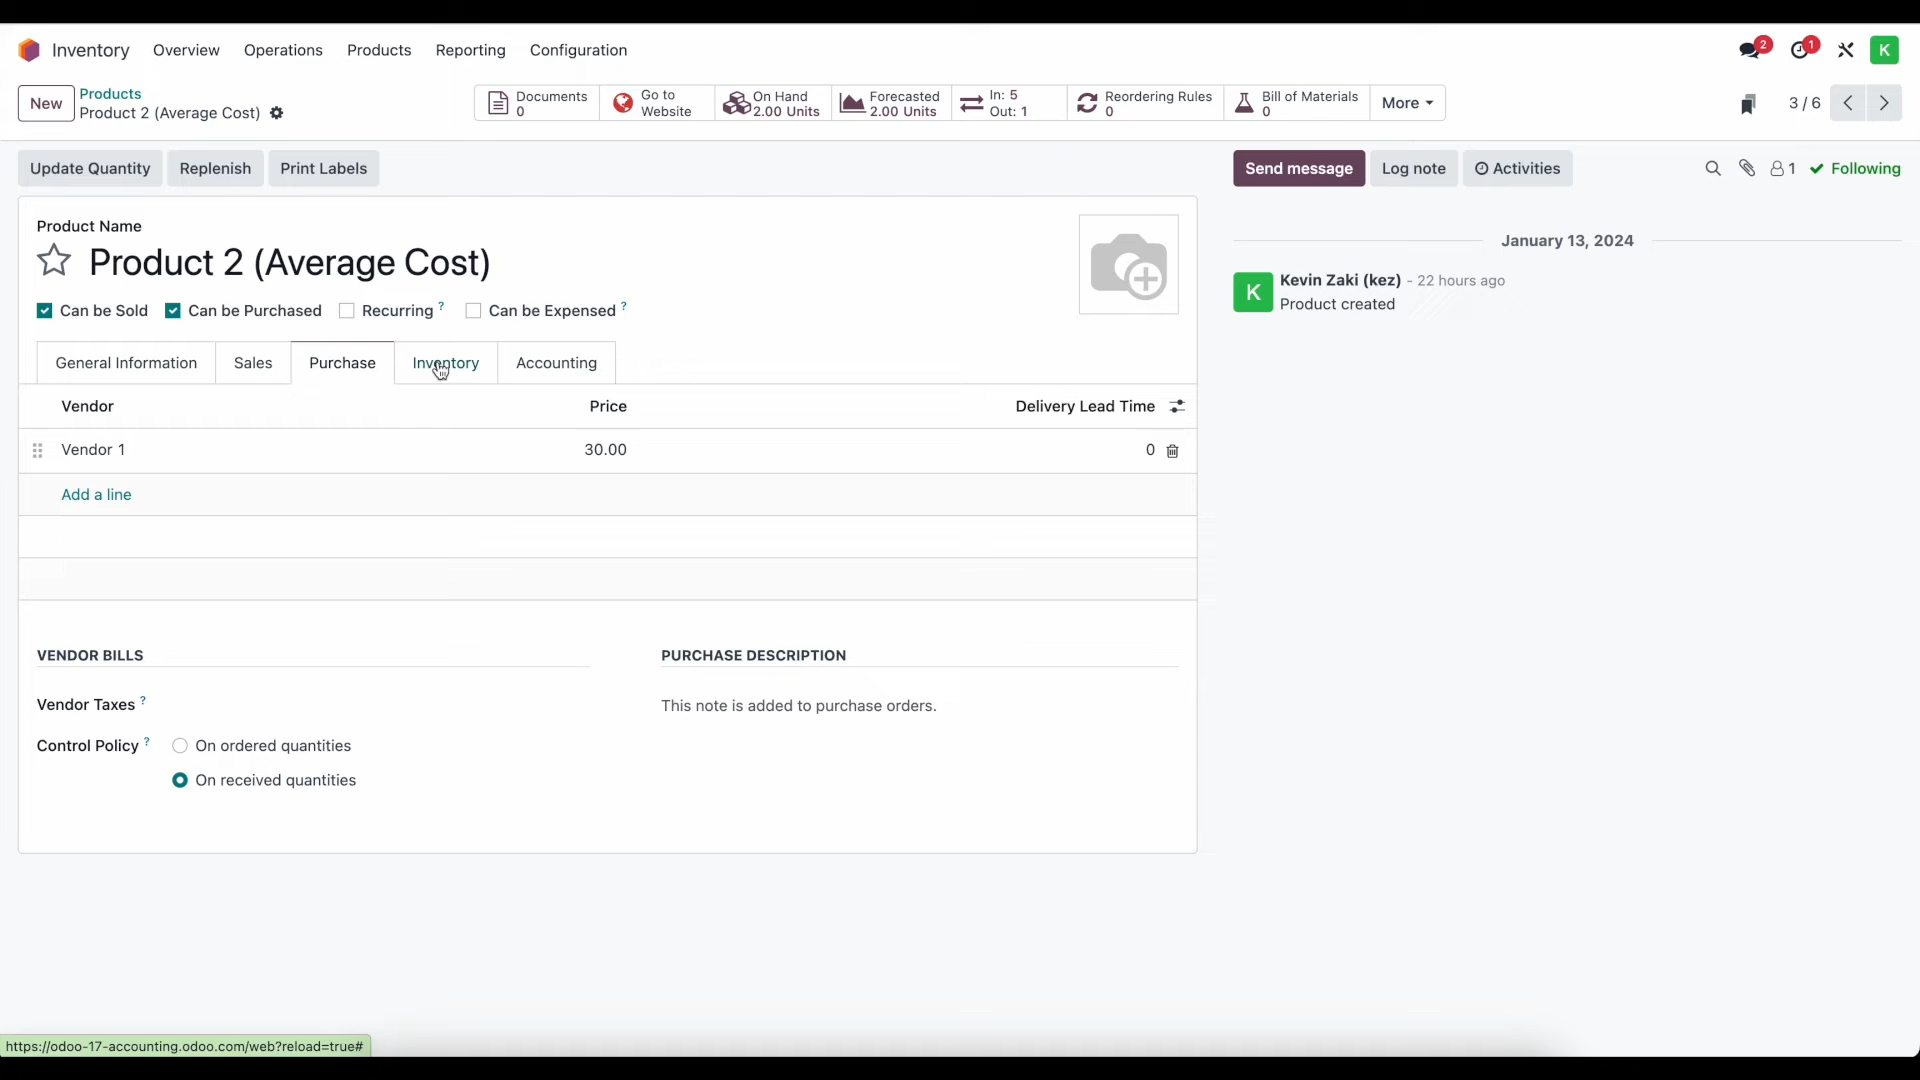 Inventory Overview Operations Products Reporting Configuration 2 1 K
New Products Product 2 (Average Cost)
Documents 0 Go to Website On Hand 2.00 Units Forecasted 2.00 Units In: 5 Out: 1 Reordering Rules 0 Bill of Materials 0 More 3 / 6
Update Quantity Replenish Print Labels Send message Log note Activities 1 Following
Product Name
Product 2 (Average Cost)
January 13, 2024
K Kevin Zaki (kez) - 22 hours ago
Product created
Can be Sold Can be Purchased Recurring ? Can be Expensed ?
General Information Sales Purchase Inventory Accounting
Vendor Price Delivery Lead Time
Vendor 1 30.00 0
Add a line
VENDOR BILLS PURCHASE DESCRIPTION
Vendor Taxes ? This note is added to purchase orders.
Control Policy ? On ordered quantities
On received quantities
https://odoo-17-accounting.odoo.com/web?reload=true#